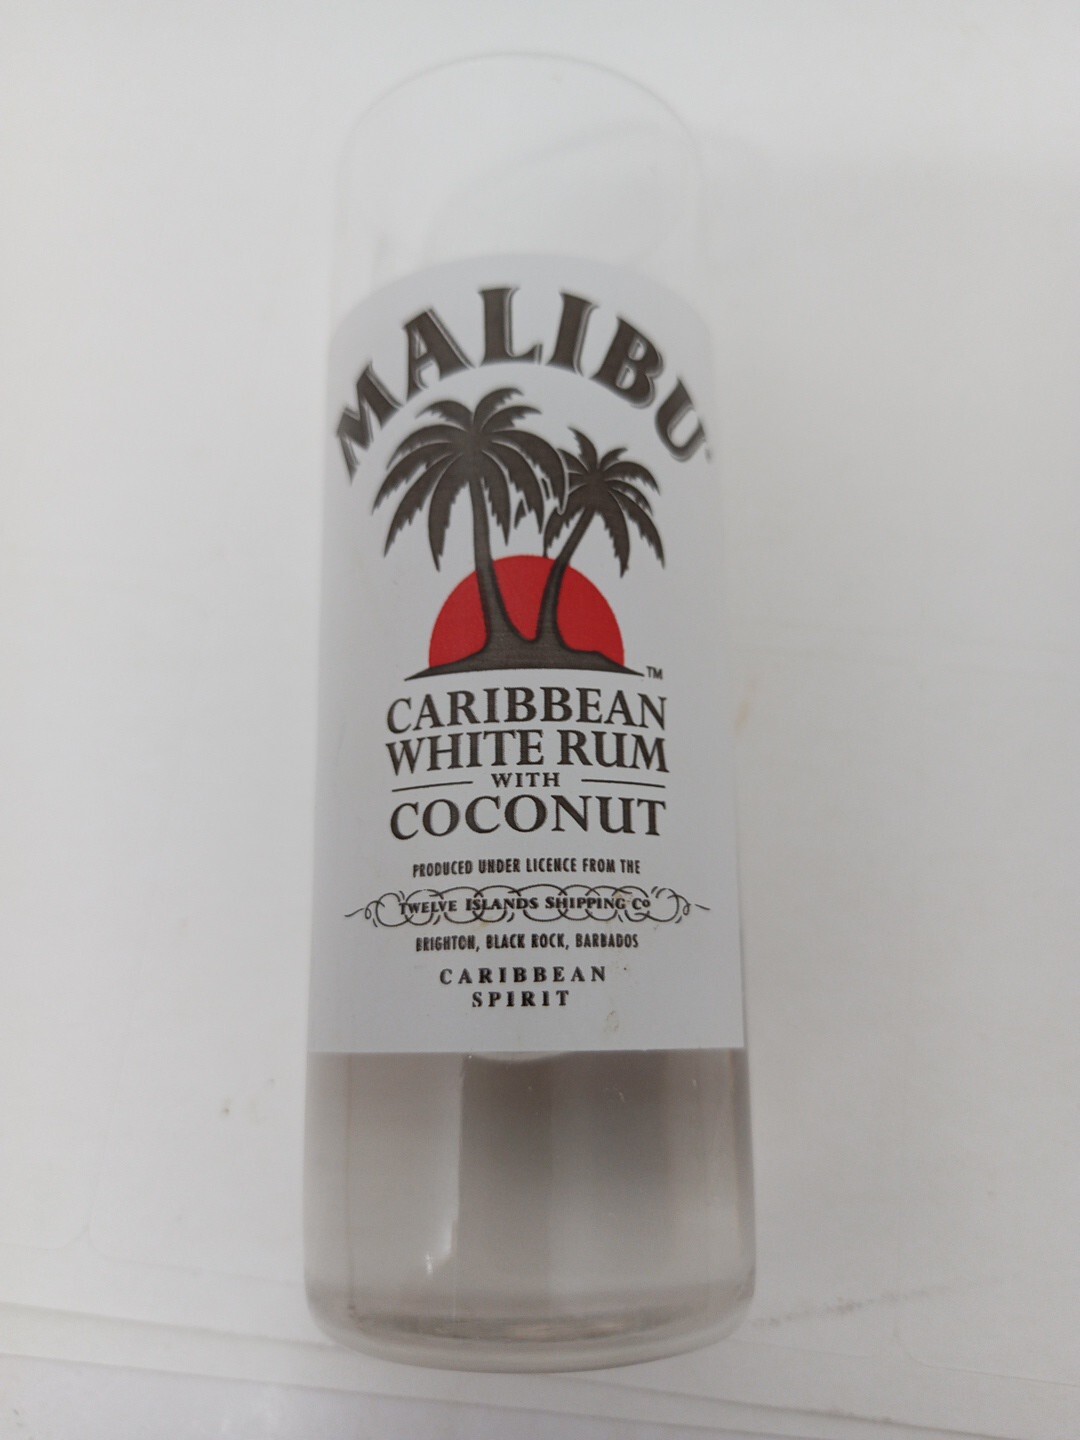 MALIBU
TM
CARIBBEAN
WHITE RUM
WITH
COCONUT
PRODUCED UNDER LICENCE FROM THE
TWELVE ISLANDS SHIPPING Co
BRIGHTON, BLACK ROCK, BARBADOS
CARIBBEAN
SPIRIT